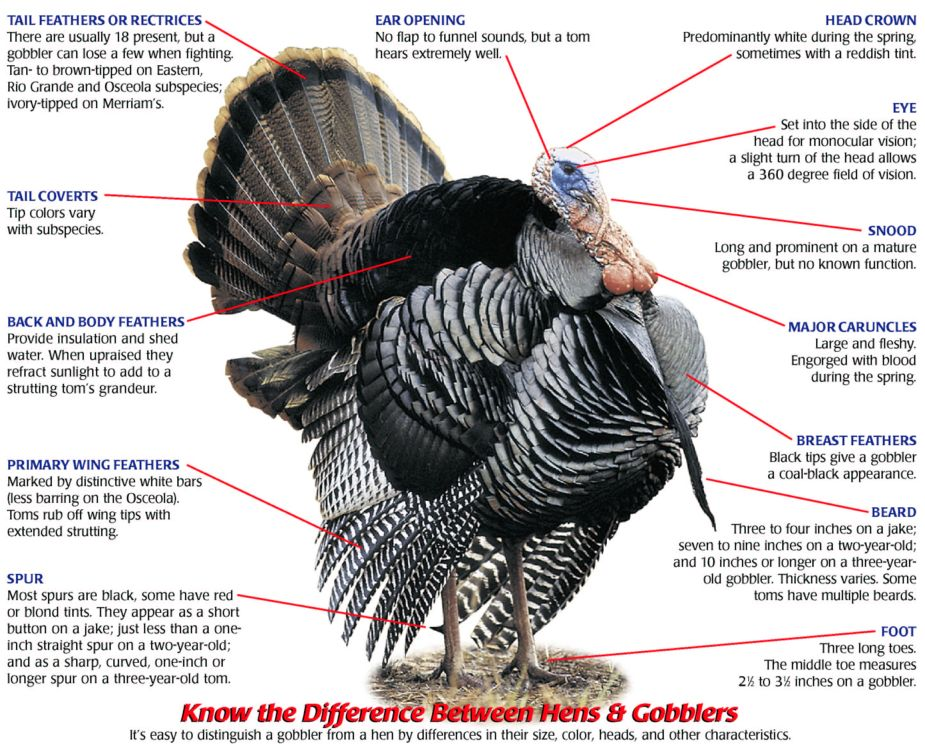 TAIL FEATHERS OR RECTRICES
There are usually 18 present, but a
gobbler can lose a few when fighting.
Tan- to brown-tipped on Eastern,
Rio Grande and Osceola subspecies;
ivory-tipped on Merriam's.
EAR OPENING
No flap to funnel sounds, but a tom
hears extremely well.
HEAD CROWN
Predominantly white during the spring,
sometimes with a reddish tint.
EYE
Set into the side of the
head for monocular vision;
a slight turn of the head allows
a 360 degree field of vision.
TAIL COVERTS
Tip colors vary
with subspecies.
SNOOD
Long and prominent on a mature
gobbler, but no known function.
BACK AND BODY FEATHERS
Provide insulation and shed
water. When upraised they
refract sunlight to add to a
strutting tom's grandeur.
MAJOR CARUNCLES
Large and fleshy.
Engorged with blood
during the spring.
BREAST FEATHERS
Black tips give a gobbler
a coal-black appearance.
PRIMARY WING FEATHERS
Marked by distinctive white bars
(less barring on the Osceola).
Toms rub off wing tips with
extended strutting.
BEARD
Three to four inches on a jake;
seven to nine inches on a two-year-old;
and 10 inches or longer on a three-year-
old gobbler. Thickness varies. Some
toms have multiple beards.
SPUR
Most spurs are black, some have red
or blond tints. They appear as a short
button on a jake; just less than a one-
inch straight spur on a two-year-old;
and as a sharp, curved, one-inch or
longer spur on a three-year-old tom.
FOOT
Three long toes.
The middle toe measures
2½ to 3½ inches on a gobbler.
Know the Difference Between Hens & Gobblers
It's easy to distinguish a gobbler from a hen by differences in their size, color, heads, and other characteristics.